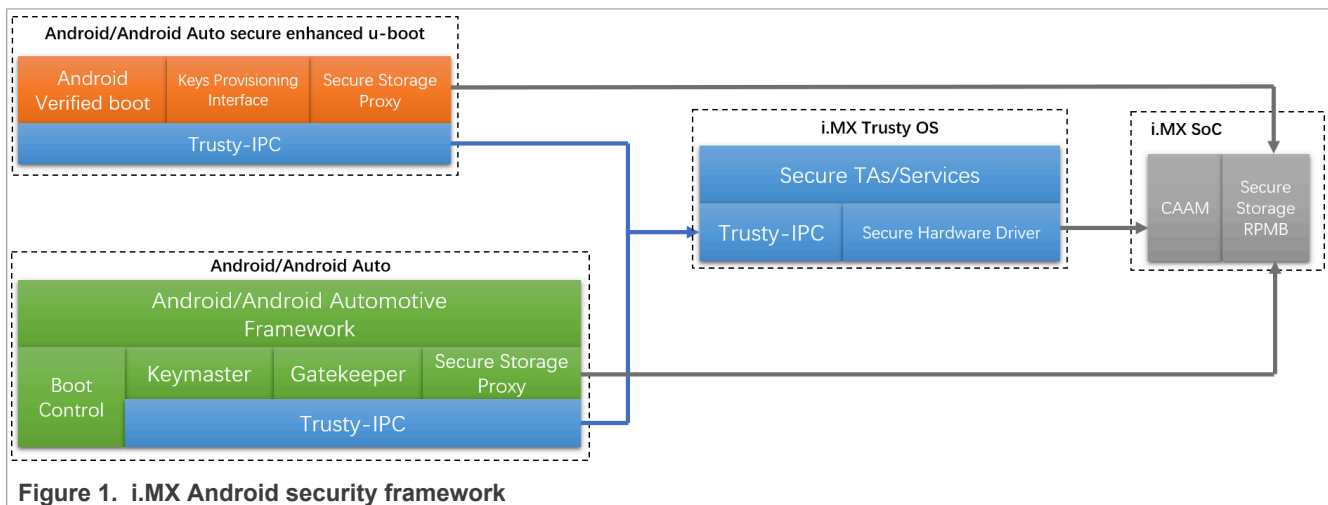 Android/Android Auto secure enhanced u-boot
Android
Verified boot
Keys Provisioning
Interface
Secure Storage
Proxy
Trusty-IPC
Android/Android Auto
Android/Android Automotive
Framework
Boot
Control
Keymaster
Gatekeeper
Secure Storage
Proxy
Trusty-IPC
i.MX Trusty OS
Secure TAs/Services
Trusty-IPC
Secure Hardware Driver
i.MX SoC
CAAM
Secure
Storage
RPMB
Figure 1. i.MX Android security framework